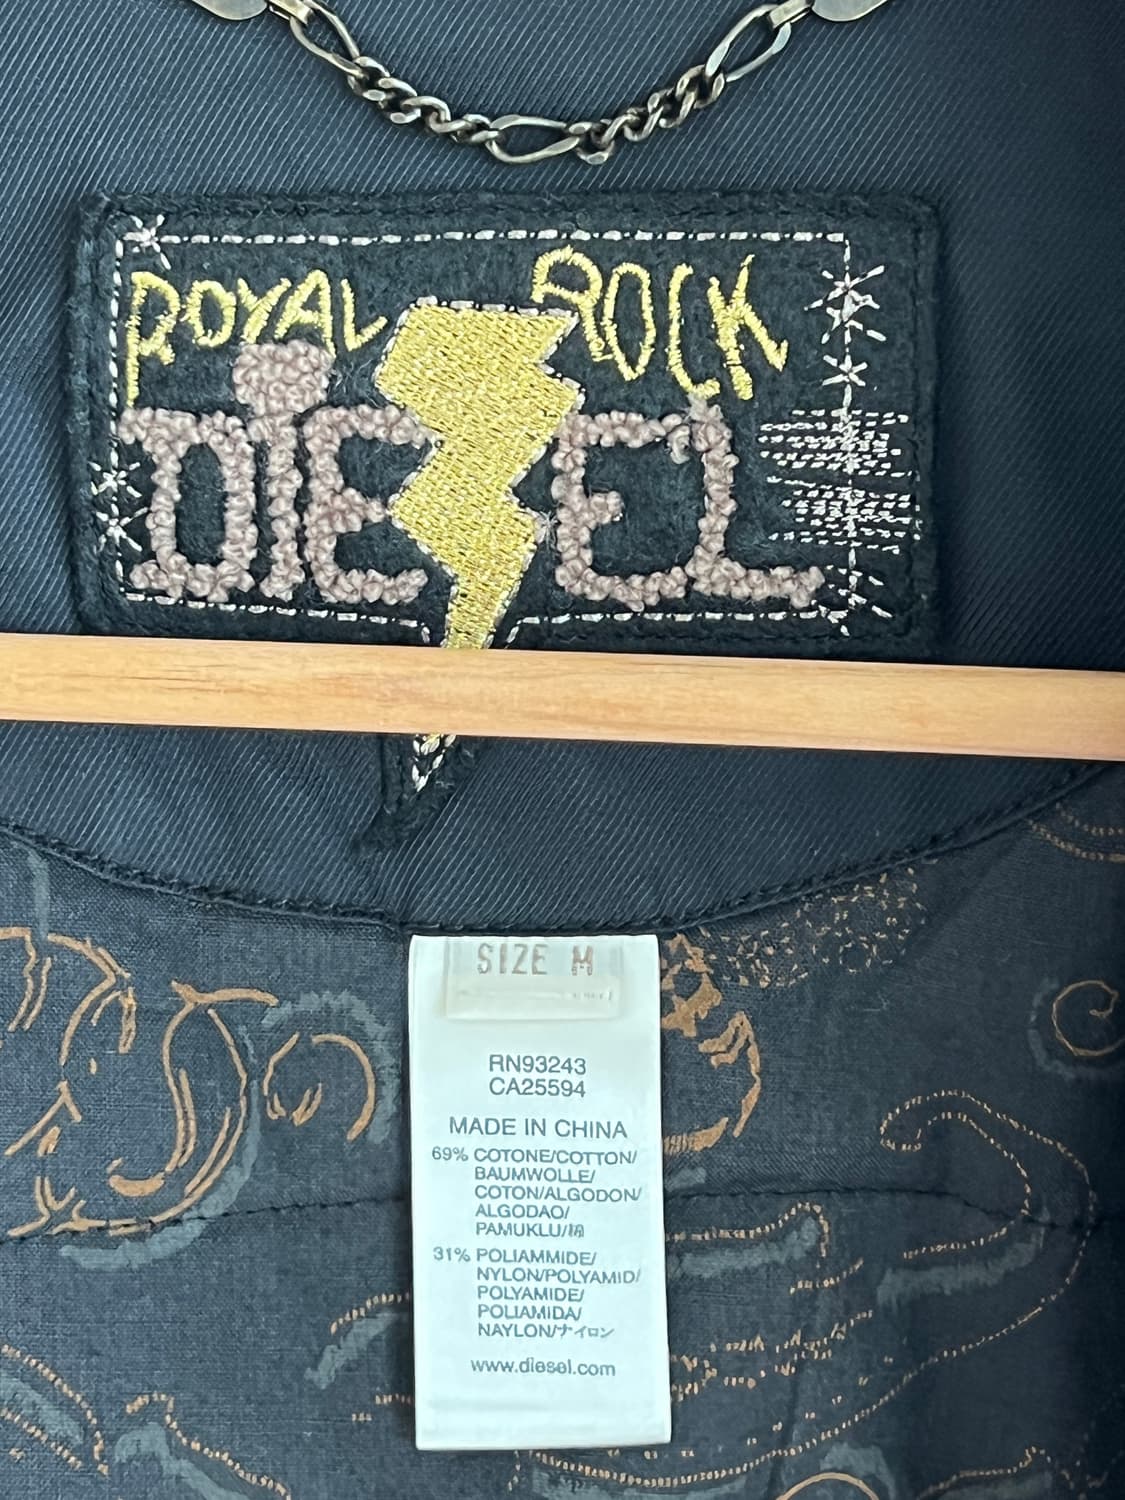 ROYAL ROCK
DIESEL
SIZE M
RN93243
CA25594
MADE IN CHINA
69% COTONE/COTTON/
BAUMWOLLE/
COTON/ALGODON/
ALGODAO/
PAMUKLU/綿
31% POLIAMMIDE/
NYLON/POLYAMID/
POLYAMIDE/
POLIAMIDA/
NAYLON/ナイロン
www.diesel.com